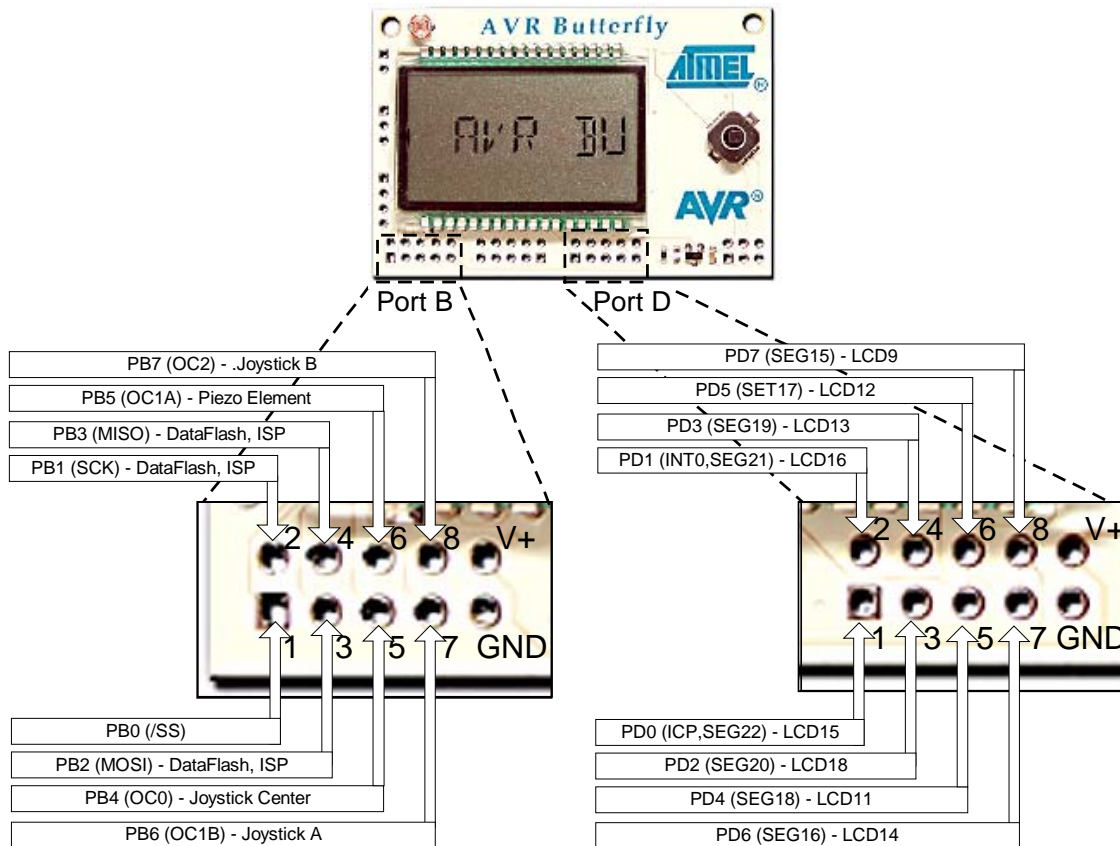 AVR Butterfly
ATMEL®
AVR BU
AVR®
Port B
Port D
PB7 (OC2) - .Joystick B
PB5 (OC1A) - Piezo Element
PB3 (MISO) - DataFlash, ISP
PB1 (SCK) - DataFlash, ISP
PD7 (SEG15) - LCD9
PD5 (SET17) - LCD12
PD3 (SEG19) - LCD13
PD1 (INT0,SEG21) - LCD16
2 4 6 8 V+
1 3 5 7 GND
2 4 6 8 V+
1 3 5 7 GND
PB0 (/SS)
PB2 (MOSI) - DataFlash, ISP
PB4 (OC0) - Joystick Center
PB6 (OC1B) - Joystick A
PD0 (ICP,SEG22) - LCD15
PD2 (SEG20) - LCD18
PD4 (SEG18) - LCD11
PD6 (SEG16) - LCD14